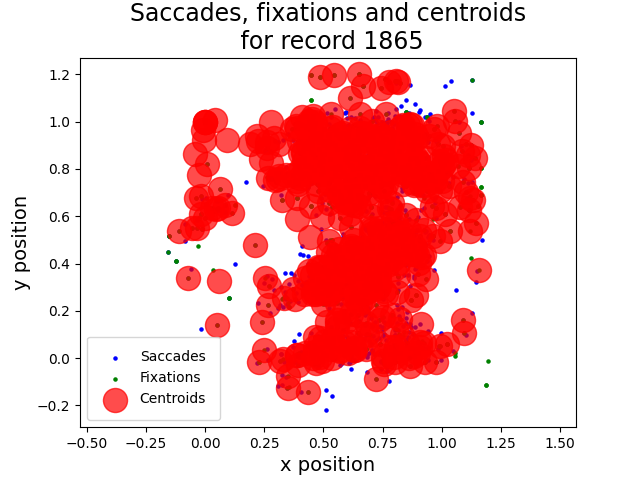 Saccades, fixations and centroids
for record 1865
y position
1.2
1.0
0.8
0.6
0.4
0.2
0.0
−0.2
Saccades
Fixations
Centroids
−0.50
−0.25
0.00
0.25
0.50
0.75
1.00
1.25
1.50
x position